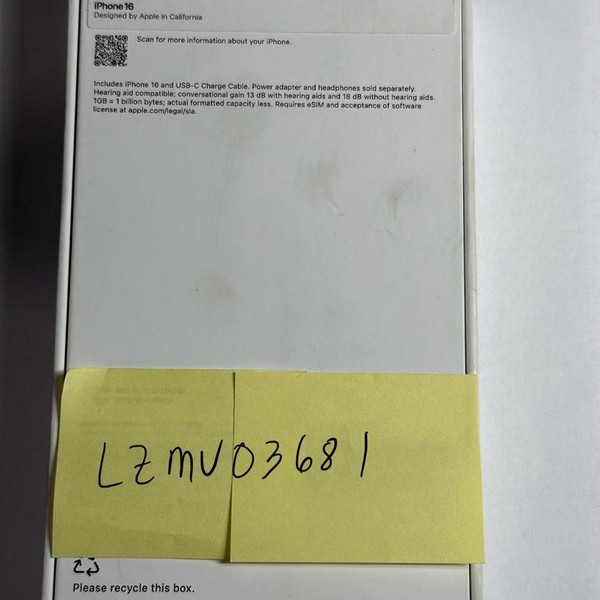 iPhone 16
Designed by Apple in California
Scan for more information about your iPhone.
Includes iPhone 16 and USB-C Charge Cable. Power adapter and headphones sold separately.
Hearing aid compatible; conversational gain 13 dB with hearing aids and 18 dB without hearing aids.
1GB = 1 billion bytes; actual formatted capacity less. Requires eSIM and acceptance of software
license at apple.com/legal/sla.
LZMV03681
Please recycle this box.